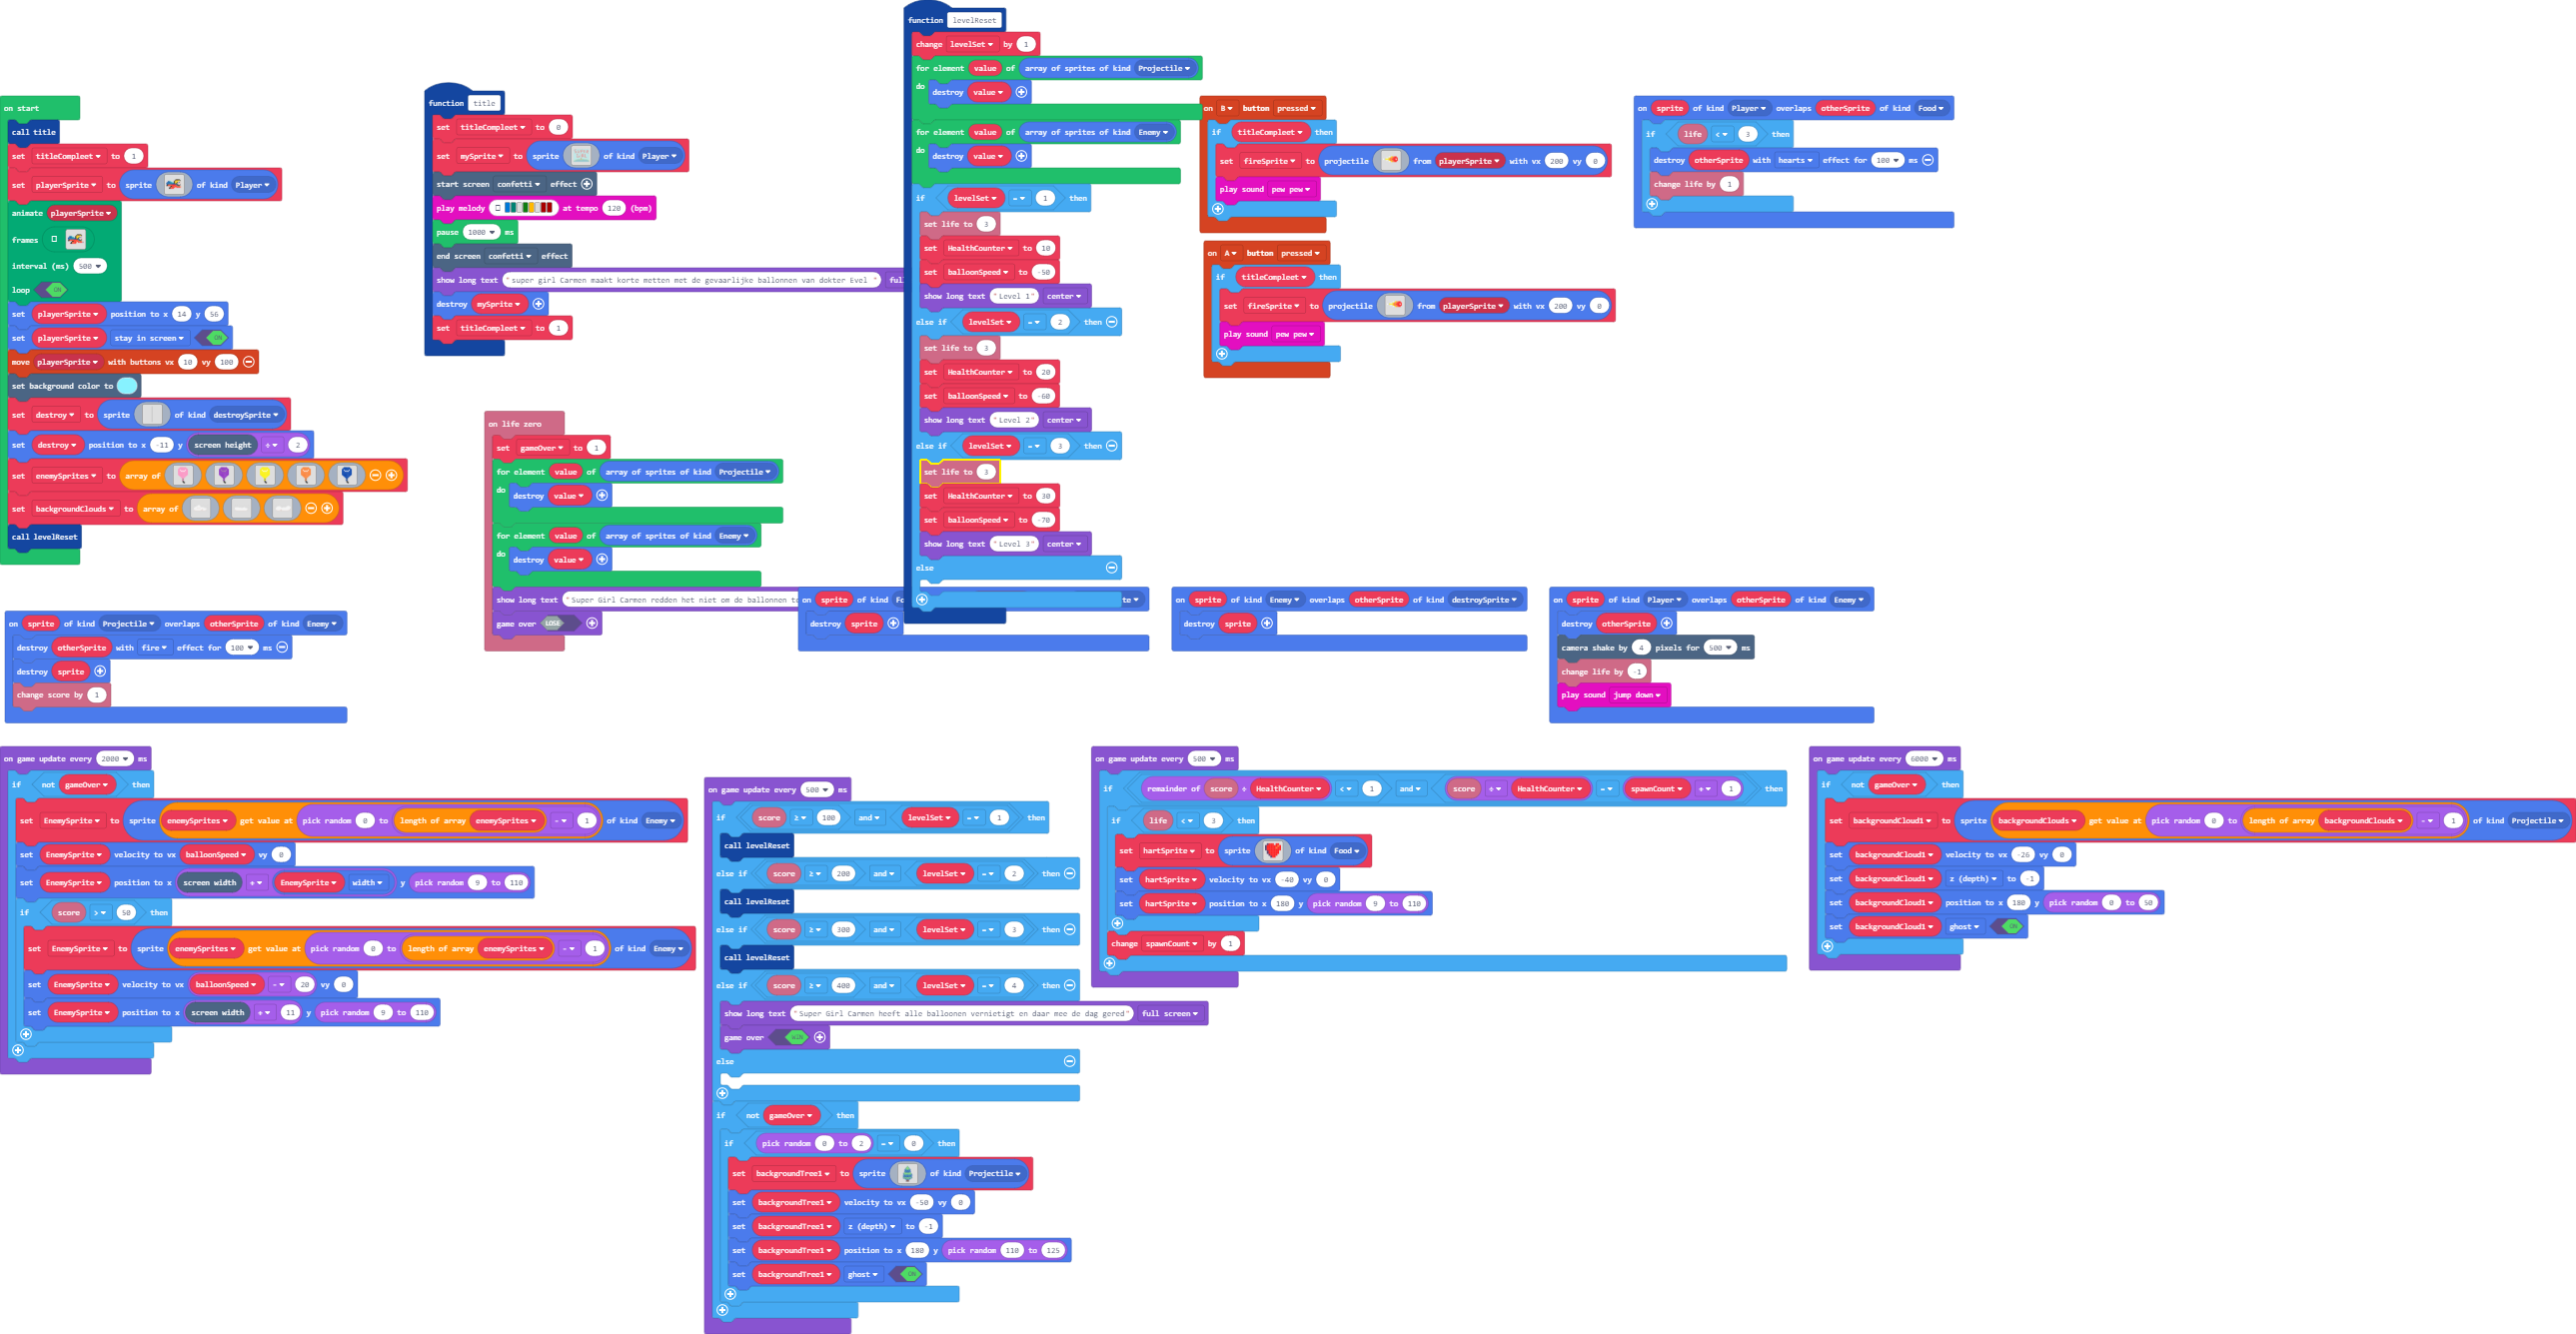 on start
call title
set titleCompleet to 1
set playerSprite to sprite of kind Player
animate playerSprite
frames
interval (ms) 500
loop ON
set playerSprite position to x 14 y 56
set playerSprite stay in screen ON
move playerSprite with buttons vx 10 vy 100
set background color to
set destroy to sprite of kind destroySprite
set destroy position to x -11 y screen height ÷ 2
set enemySprites to array of
set backgroundClouds to array of
call levelReset
function title
set titleCompleet to 0
set mySprite to sprite of kind Player
start screen confetti effect
play melody at tempo 120 (bpm)
pause 1000 ms
end screen confetti effect
show long text "super girl Carmen maakt korte metten met de gevaarlijke ballonnen van dokter Evel " full
destroy mySprite
set titleCompleet to 1
on life zero
set gameOver to 1
for element value of array of sprites of kind Projectile
do destroy value
for element value of array of sprites of kind Enemy
do destroy value
show long text "Super Girl Carmen redden het niet om de ballonnen t
game over LOSE
function levelReset
change levelSet by 1
for element value of array of sprites of kind Projectile
do destroy value
for element value of array of sprites of kind Enemy
do destroy value
if levelSet = 1 then
set life to 3
set HealthCounter to 10
set balloonSpeed to -50
show long text "Level 1" center
else if levelSet = 2 then
set life to 3
set HealthCounter to 20
set balloonSpeed to -60
show long text "Level 2" center
else if levelSet = 3 then
set life to 3
set HealthCounter to 30
set balloonSpeed to -70
show long text "Level 3" center
else
on B button pressed
if titleCompleet then
set fireSprite to projectile from playerSprite with vx 200 vy 0
play sound pew pew
on A button pressed
if titleCompleet then
set fireSprite to projectile from playerSprite with vx 200 vy 0
play sound pew pew
on sprite of kind Player overlaps otherSprite of kind Food
if life < 3 then
destroy otherSprite with hearts effect for 100 ms
change life by 1
on sprite of kind Projectile overlaps otherSprite of kind Enemy
destroy otherSprite with fire effect for 100 ms
destroy sprite
change score by 1
on sprite of kind Fo te
destroy sprite
on sprite of kind Enemy overlaps otherSprite of kind destroySprite
destroy sprite
on sprite of kind Player overlaps otherSprite of kind Enemy
destroy otherSprite
camera shake by 4 pixels for 500 ms
change life by -1
play sound jump down
on game update every 2000 ms
if not gameOver then
set EnemySprite to sprite enemySprites get value at pick random 0 to length of array enemySprites - 1 of kind Enemy
set EnemySprite velocity to vx balloonSpeed vy 0
set EnemySprite position to x screen width + EnemySprite width y pick random 9 to 110
if score > 50 then
set EnemySprite to sprite enemySprites get value at pick random 0 to length of array enemySprites - 1 of kind Enemy
set EnemySprite velocity to vx balloonSpeed - 20 vy 0
set EnemySprite position to x screen width + 11 y pick random 9 to 110
on game update every 500 ms
if score ≥ 100 and levelSet = 1 then
call levelReset
else if score ≥ 200 and levelSet = 2 then
call levelReset
else if score ≥ 300 and levelSet = 3 then
call levelReset
else if score ≥ 400 and levelSet = 4 then
show long text "Super Girl Carmen heeft alle balloonen vernietigt en daar mee de dag gered" full screen
game over WIN
else
if not gameOver then
if pick random 0 to 2 = 0 then
set backgroundTree1 to sprite of kind Projectile
set backgroundTree1 velocity to vx -50 vy 0
set backgroundTree1 z (depth) to -1
set backgroundTree1 position to x 180 y pick random 110 to 125
set backgroundTree1 ghost ON
on game update every 500 ms
if remainder of score ÷ HealthCounter < 1 and score ÷ HealthCounter = spawnCount + 1 then
if life < 3 then
set hartSprite to sprite of kind Food
set hartSprite velocity to vx -40 vy 0
set hartSprite position to x 180 y pick random 9 to 110
change spawnCount by 1
on game update every 6000 ms
if not gameOver then
set backgroundCloud1 to sprite backgroundClouds get value at pick random 0 to length of array backgroundClouds - 1 of kind Projectile
set backgroundCloud1 velocity to vx -26 vy 0
set backgroundCloud1 z (depth) to -1
set backgroundCloud1 position to x 180 y pick random 0 to 50
set backgroundCloud1 ghost ON